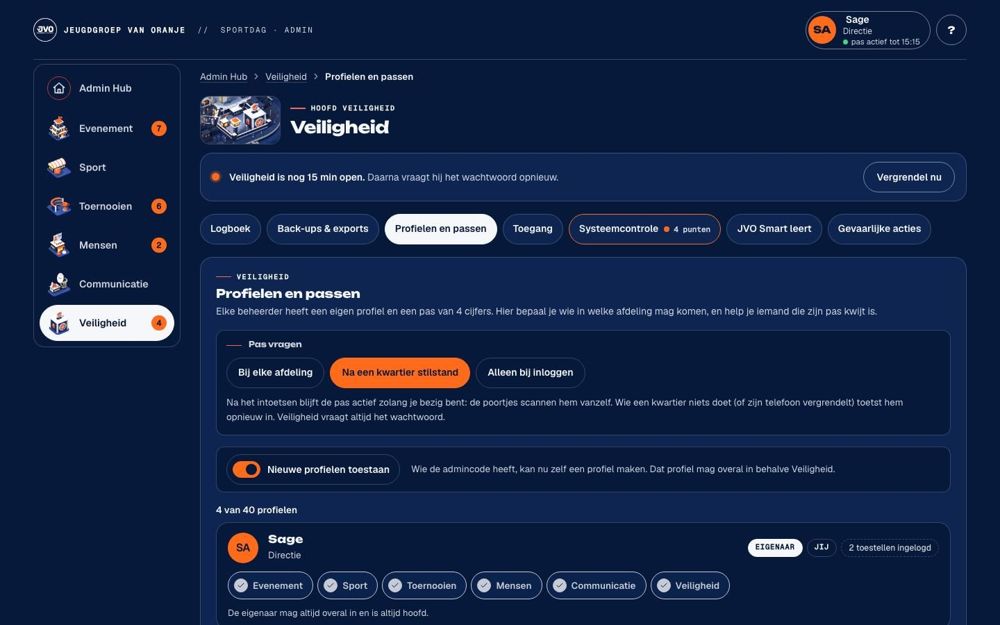 JVO JEUGDGROEP VAN ORANJE // SPORTDAG · ADMIN
SA Sage
Directie
pas actief tot 15:15
?
Admin Hub
Evenement 7
Sport
Toernooien 6
Mensen 2
Communicatie
Veiligheid 4
Admin Hub > Veiligheid > Profielen en passen
HOOFD VEILIGHEID
Veiligheid
Veiligheid is nog 15 min open. Daarna vraagt hij het wachtwoord opnieuw.
Vergrendel nu
Logboek Back-ups & exports Profielen en passen Toegang Systeemcontrole 4 punten JVO Smart leert Gevaarlijke acties
VEILIGHEID
Profielen en passen
Elke beheerder heeft een eigen profiel en een pas van 4 cijfers. Hier bepaal je wie in welke afdeling mag komen, en help je iemand die zijn pas kwijt is.
Pas vragen
Bij elke afdeling Na een kwartier stilstand Alleen bij inloggen
Na het intoetsen blijft de pas actief zolang je bezig bent: de poortjes scannen hem vanzelf. Wie een kwartier niets doet (of zijn telefoon vergrendelt) toetst hem
opnieuw in. Veiligheid vraagt altijd het wachtwoord.
Nieuwe profielen toestaan Wie de admincode heeft, kan nu zelf een profiel maken. Dat profiel mag overal in behalve Veiligheid.
4 van 40 profielen
SA Sage
Directie
EIGENAAR JIJ 2 toestellen ingelogd
Evenement Sport Toernooien Mensen Communicatie Veiligheid
De eigenaar mag altijd overal in en is altijd hoofd.